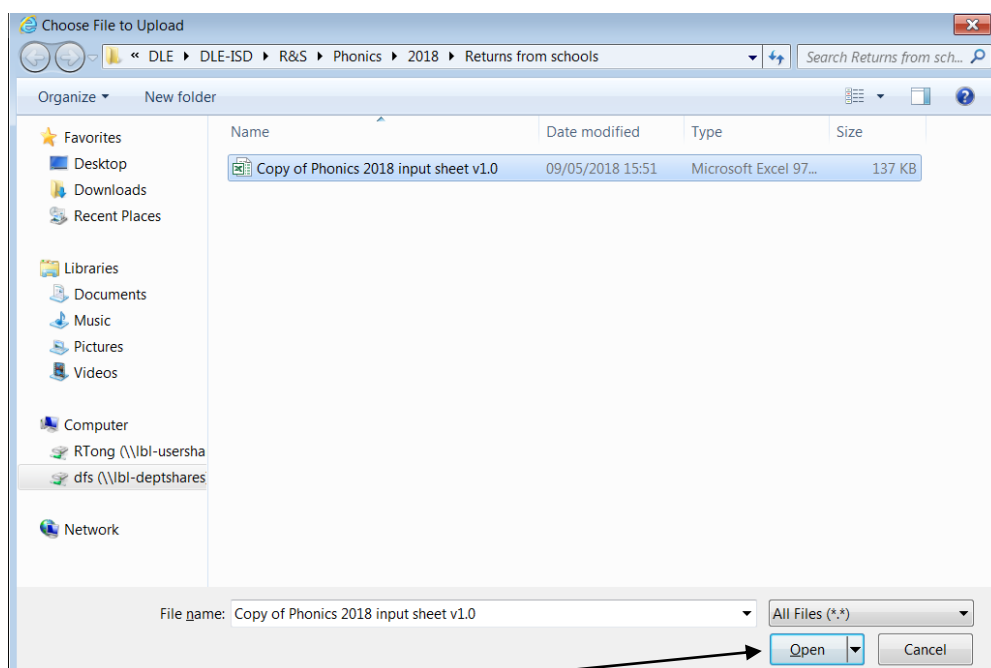 Choose File to Upload
« DLE ▸ DLE-ISD ▸ R&S ▸ Phonics ▸ 2018 ▸ Returns from schools
Search Returns from sch...
Organize ▾ New folder
Name Date modified Type Size
Copy of Phonics 2018 input sheet v1.0 09/05/2018 15:51 Microsoft Excel 97... 137 KB
Favorites
Desktop
Downloads
Recent Places
Libraries
Documents
Music
Pictures
Videos
Computer
RTong (\\lbl-usersha
dfs (\\lbl-deptshares
Network
File name: Copy of Phonics 2018 input sheet v1.0
All Files (*.*)
Open Cancel